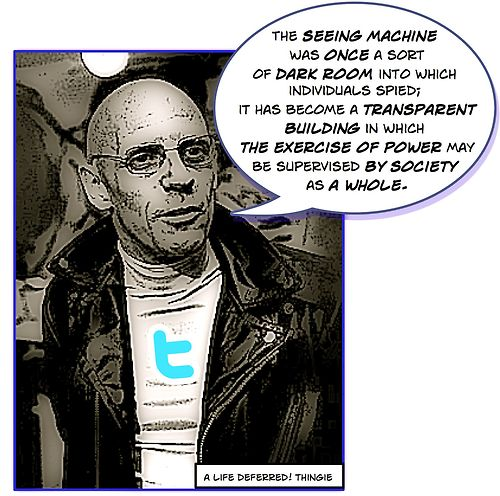 THE SEEING MACHINE
WAS ONCE A SORT
OF DARK ROOM INTO WHICH
INDIVIDUALS SPIED;
IT HAS BECOME A TRANSPARENT
BUILDING IN WHICH
THE EXERCISE OF POWER MAY
BE SUPERVISED BY SOCIETY
AS A WHOLE.
t
A LIFE DEFERRED! THINGIE